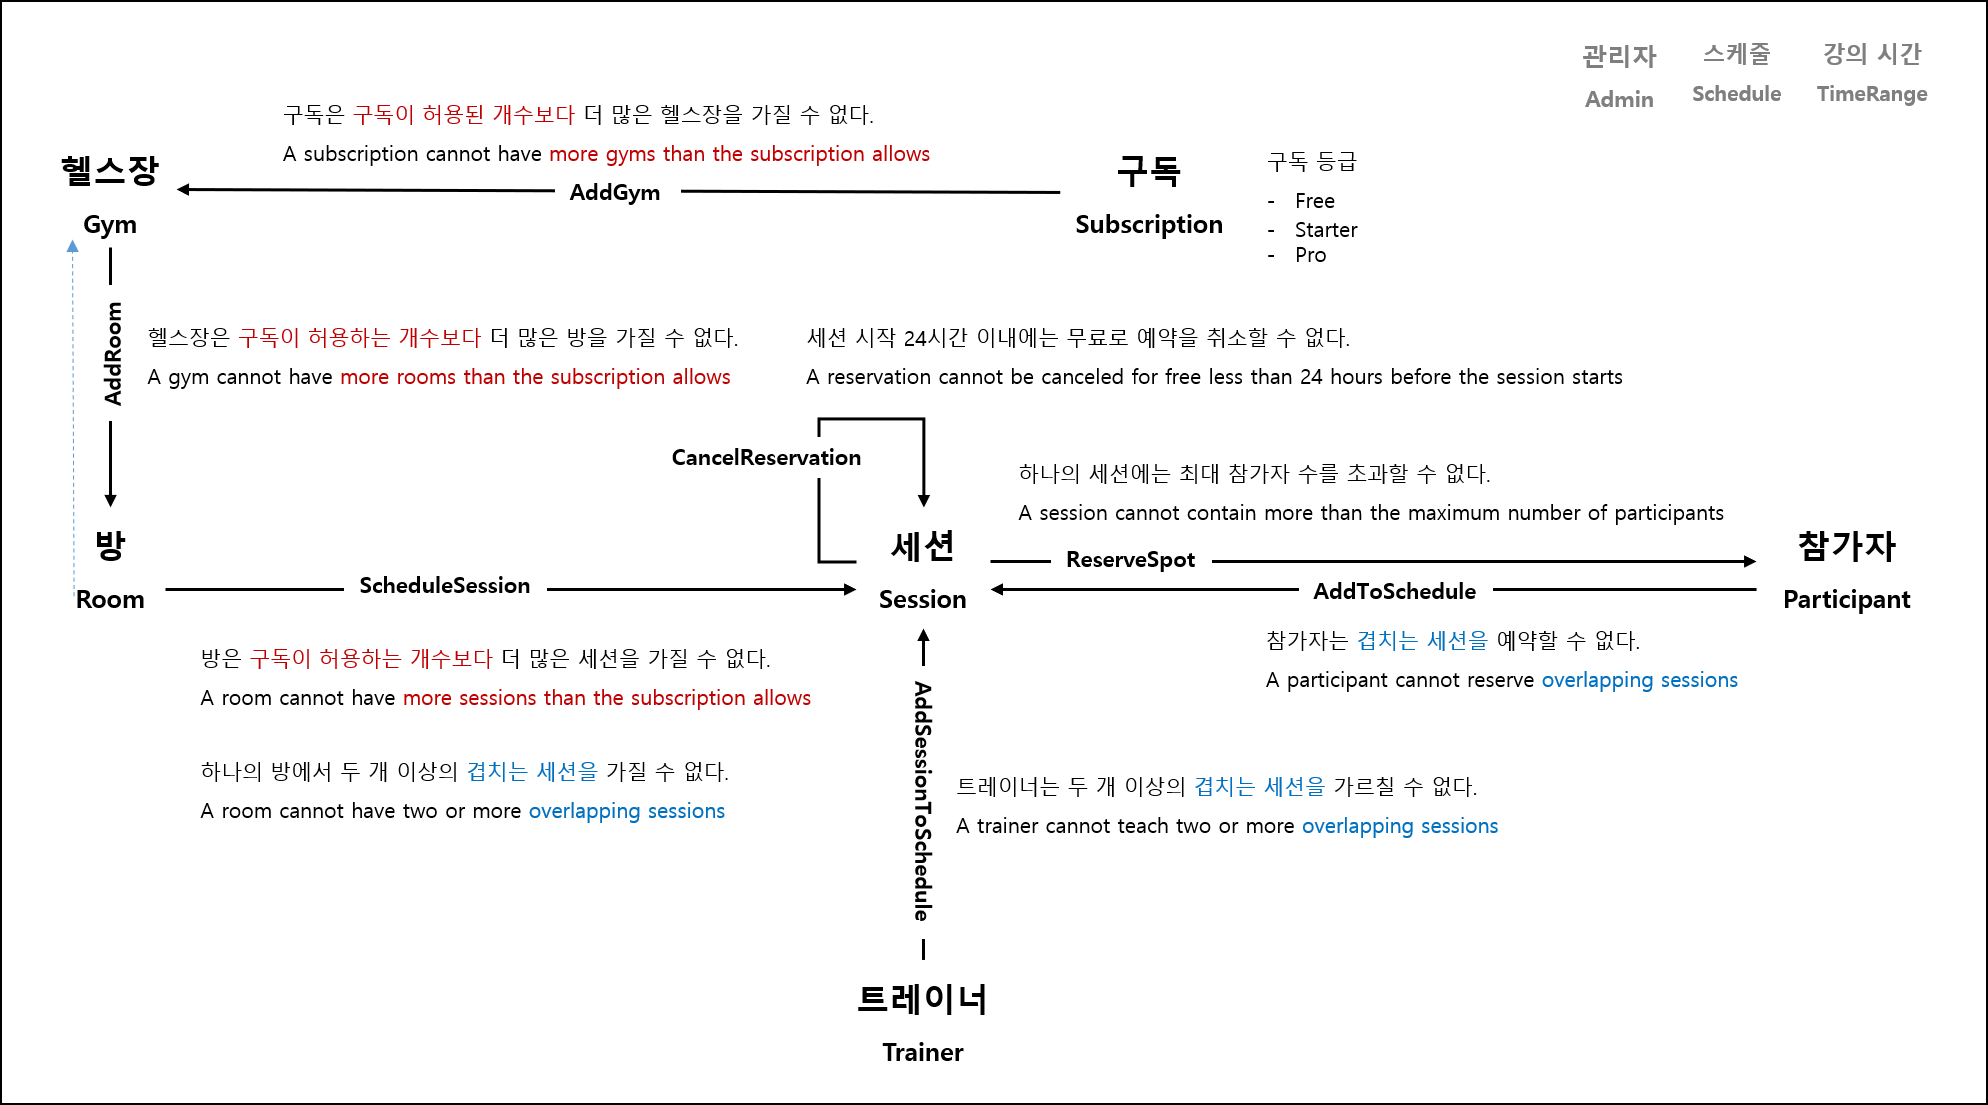 관리자
Admin
스케줄
Schedule
강의 시간
TimeRange
구독은 구독이 허용된 개수보다 더 많은 헬스장을 가질 수 없다.
A subscription cannot have more gyms than the subscription allows
헬스장
Gym
AddGym
구독
Subscription
구독 등급
- Free
- Starter
- Pro
AddRoom
헬스장은 구독이 허용하는 개수보다 더 많은 방을 가질 수 없다.
A gym cannot have more rooms than the subscription allows
세션 시작 24시간 이내에는 무료로 예약을 취소할 수 없다.
A reservation cannot be canceled for free less than 24 hours before the session starts
CancelReservation
하나의 세션에는 최대 참가자 수를 초과할 수 없다.
A session cannot contain more than the maximum number of participants
방
Room
ScheduleSession
세션
Session
ReserveSpot
AddToSchedule
참가자
Participant
방은 구독이 허용하는 개수보다 더 많은 세션을 가질 수 없다.
A room cannot have more sessions than the subscription allows
참가자는 겹치는 세션을 예약할 수 없다.
A participant cannot reserve overlapping sessions
하나의 방에서 두 개 이상의 겹치는 세션을 가질 수 없다.
A room cannot have two or more overlapping sessions
AddSessionToSchedule
트레이너는 두 개 이상의 겹치는 세션을 가르칠 수 없다.
A trainer cannot teach two or more overlapping sessions
트레이너
Trainer